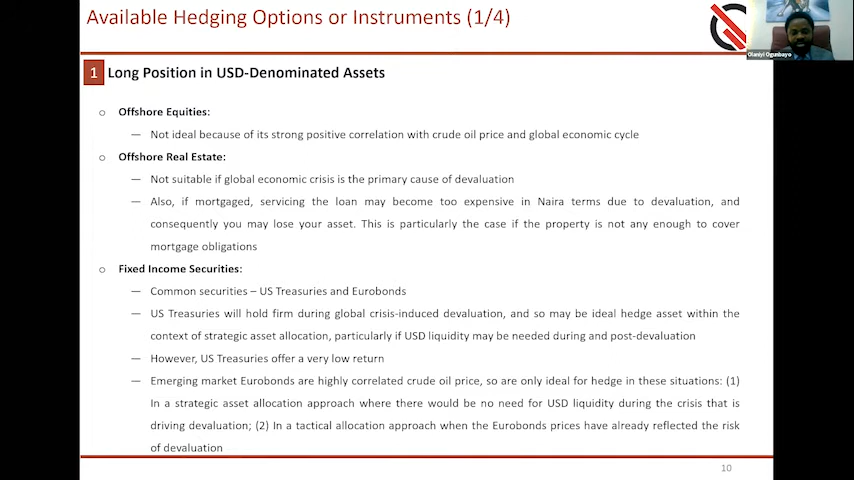 Available Hedging Options or Instruments (1/4)
Olaniyi Ogunbayo
1 Long Position in USD-Denominated Assets
o Offshore Equities:
— Not ideal because of its strong positive correlation with crude oil price and global economic cycle
o Offshore Real Estate:
— Not suitable if global economic crisis is the primary cause of devaluation
— Also, if mortgaged, servicing the loan may become too expensive in Naira terms due to devaluation, and
consequently you may lose your asset. This is particularly the case if the property is not any enough to cover
mortgage obligations
o Fixed Income Securities:
— Common securities – US Treasuries and Eurobonds
— US Treasuries will hold firm during global crisis-induced devaluation, and so may be ideal hedge asset within the
context of strategic asset allocation, particularly if USD liquidity may be needed during and post-devaluation
— However, US Treasuries offer a very low return
— Emerging market Eurobonds are highly correlated crude oil price, so are only ideal for hedge in these situations: (1)
In a strategic asset allocation approach where there would be no need for USD liquidity during the crisis that is
driving devaluation; (2) In a tactical allocation approach when the Eurobonds prices have already reflected the risk
of devaluation
10